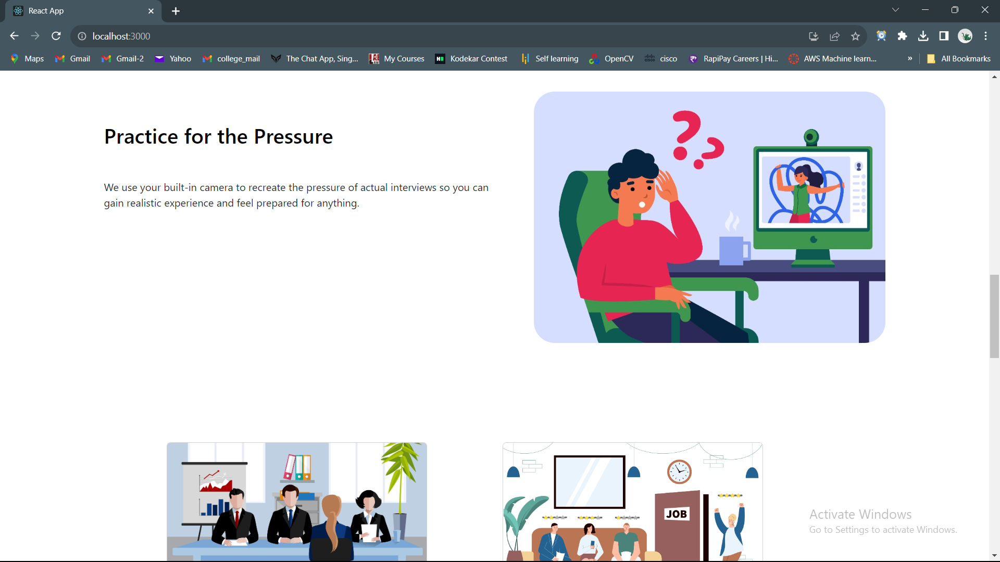 React App
localhost:3000
Maps
Gmail
Gmail-2
Yahoo
college_mail
The Chat App, Sing...
My Courses
Kodekar Contest
Self learning
OpenCV
cisco
RapiPay Careers | Hi...
AWS Machine learn...
»
All Bookmarks
Practice for the Pressure
We use your built-in camera to recreate the pressure of actual interviews so you can
gain realistic experience and feel prepared for anything.
??
JOB
Activate Windows
Go to Settings to activate Windows.